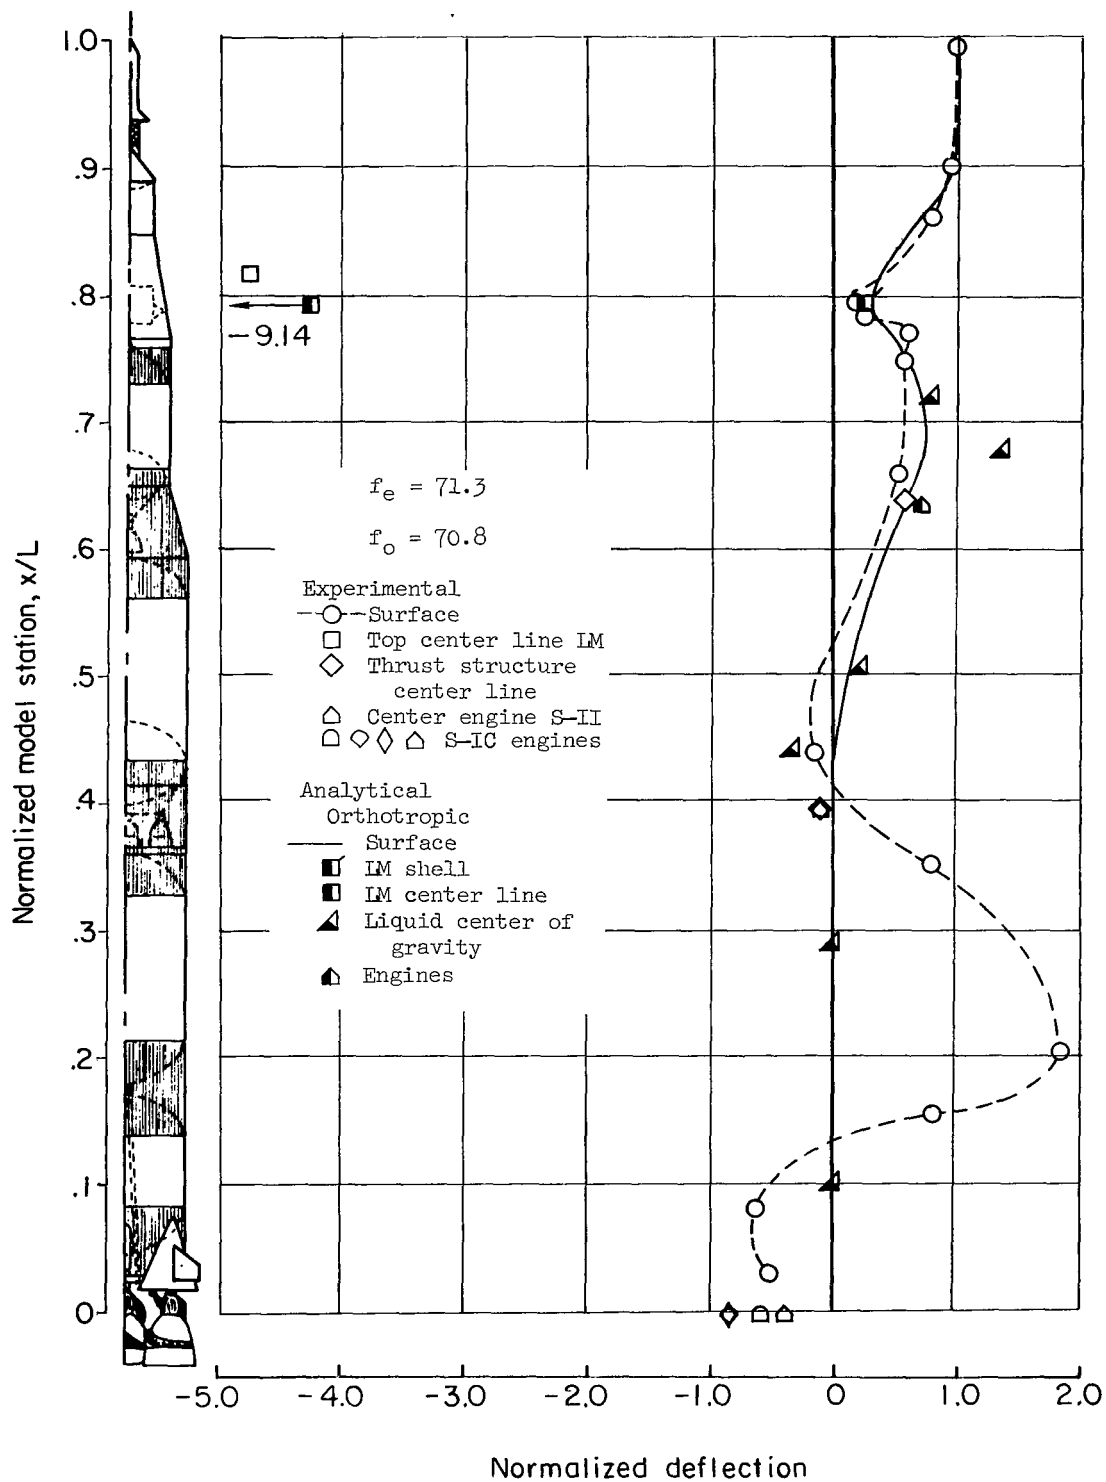 1.0
.9
.8
.7
.6
.5
.4
.3
.2
.1
0
Normalized model station, x/L
-9.14
fe = 71.3
fo = 70.8
Experimental
Surface
Top center line LM
Thrust structure
center line
Center engine S-II
S-IC engines
Analytical
Orthotropic
Surface
LM shell
LM center line
Liquid center of
gravity
Engines
-5.0 -4.0 -3.0 -2.0 -1.0 0 1.0 2.0
Normalized deflection